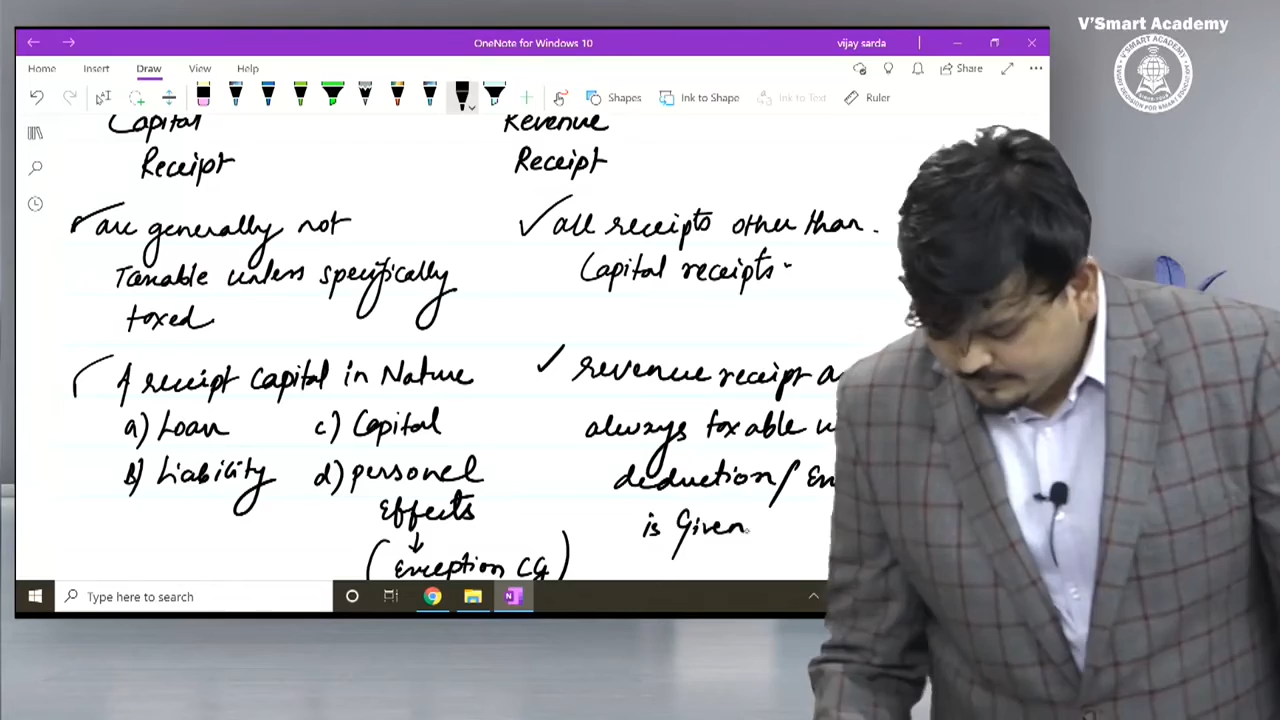 V'Smart Academy
OneNote for Windows 10
vijay sarda
Home Insert Draw View Help
Share
Shapes
Ink to Shape
Ink to Text
Ruler
Capital
Receipt
are generally not
Taxable unless specifically
taxed
A receipt capital in Nature
a) Loan c) Capital
B) Liability d) personel
Effects
(Exception CG)
Revenue
Receipt
all receipts other than.
Capital receipts.
revenue receipt a
always taxable
deduction/
is Given
Type here to search